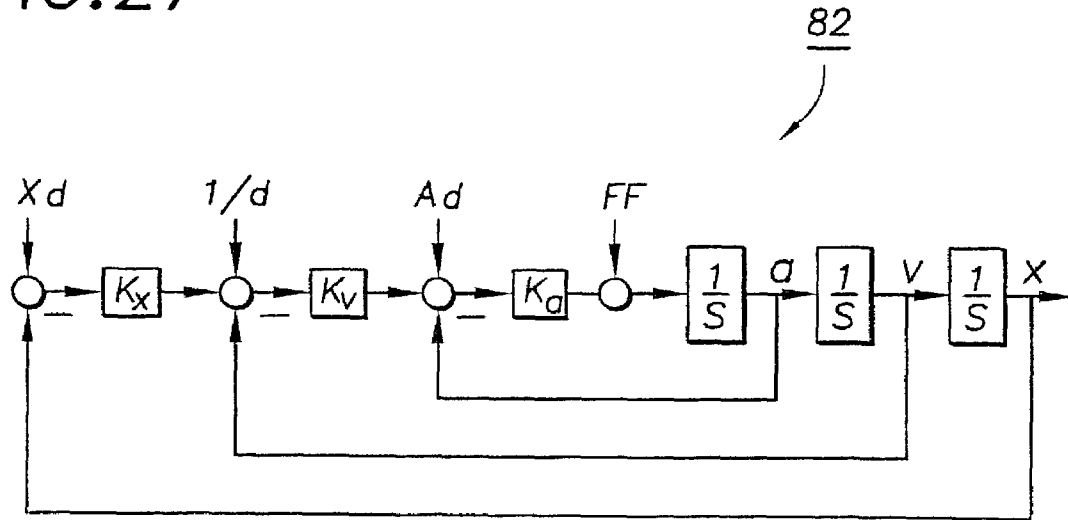 82
Xd 1/d Ad FF
Kx Kv Ka 1/S a 1/S v 1/S x
− − −